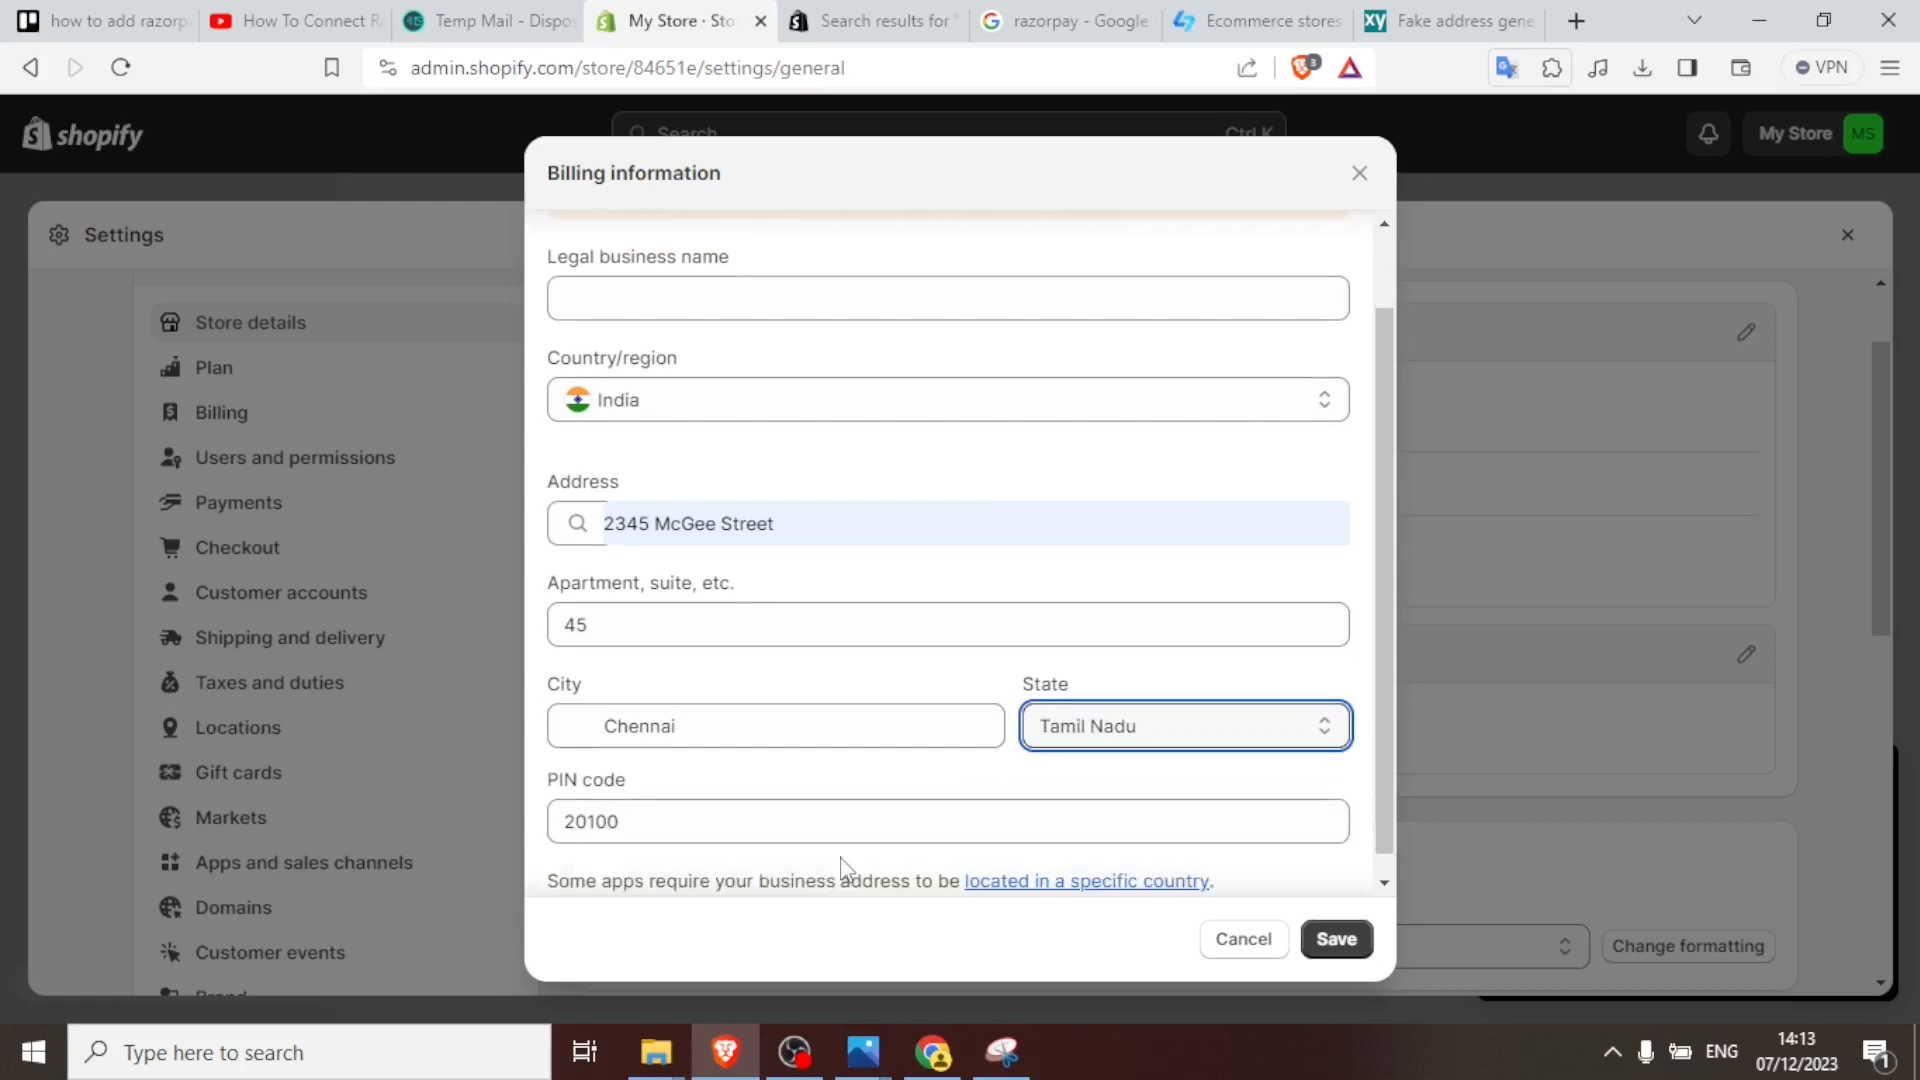 how to add razorp
How To Connect R
Temp Mail - Dispo
My Store · Sto
Search results for "
razorpay - Google
Ecommerce stores
Fake address gene
admin.shopify.com/store/84651e/settings/general
3
VPN
shopify
Search
Ctrl K
My Store
MS
Settings
Store details
Plan
Billing
Users and permissions
Payments
Checkout
Customer accounts
Shipping and delivery
Taxes and duties
Locations
Gift cards
Markets
Apps and sales channels
Domains
Customer events
Brand
Billing information
Legal business name
Country/region
India
Address
2345 McGee Street
Apartment, suite, etc.
45
City
State
Chennai
Tamil Nadu
PIN code
20100
Some apps require your business address to be located in a specific country.
Cancel
Save
Change formatting
Type here to search
ENG
14:13
07/12/2023
1